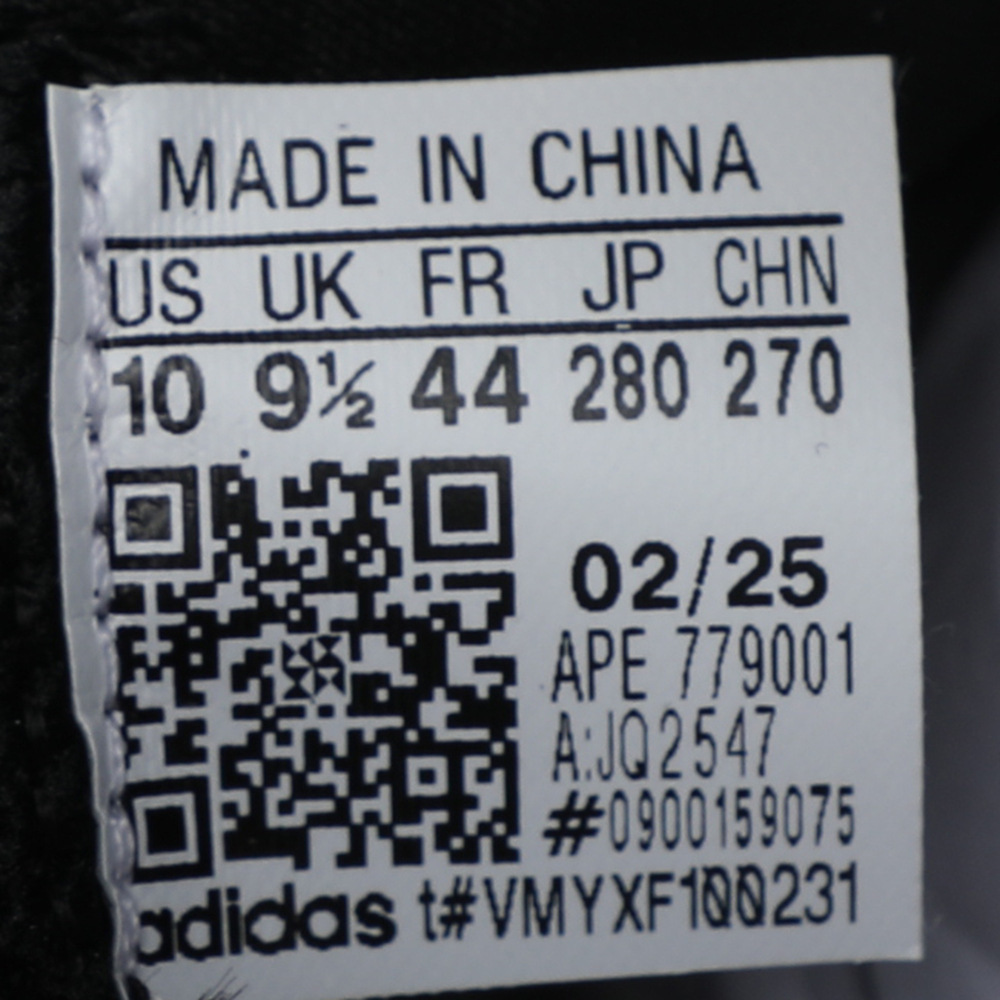 MADE IN CHINA
US UK FR JP CHN
10 9½ 44 280 270
02/25
APE 779001
A:JQ2547
#0900159075
adidas t#VMYXF100231